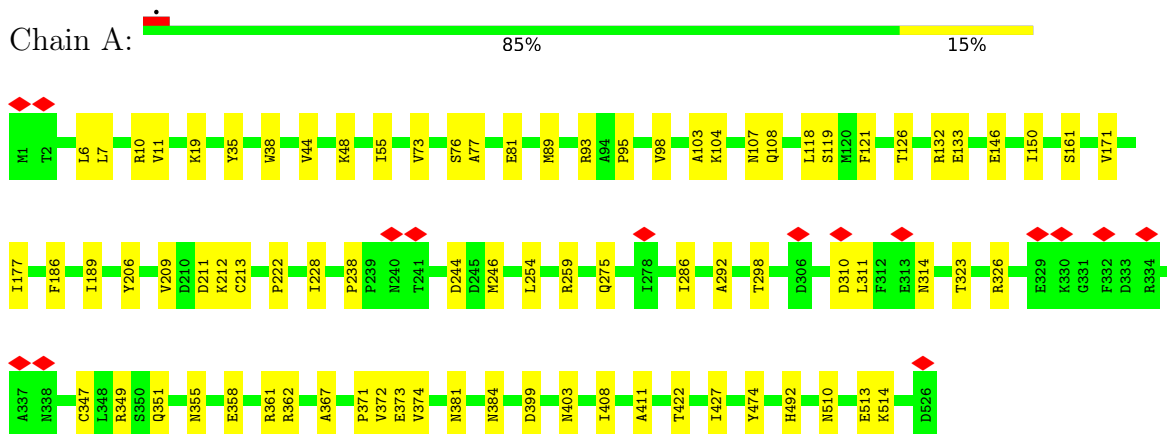 Chain A:
85%
15%
M1 T2 L6 L7 R10 V11 K19 Y35 W38 V44 K48 I55 V73 S76 A77 E81 M89 R93 A94 P95 V98 A103 K104 N107 Q108 L118 S119 M120 F121 T126 R132 E133 E146 I150 S161 V171
I177 F186 I189 Y206 V209 D210 D211 K212 C213 P222 I228 P238 P239 N240 T241 D244 D245 M246 L254 R259 Q275 I278 I286 A292 T298 D306 D310 L311 F312 E313 N314 T323 R326 E329 K330 G331 F332 D333 R334
A337 N338 C347 L348 R349 S350 Q351 N355 E358 R361 R362 A367 P371 V372 E373 V374 N381 N384 D399 N403 I408 A411 T422 I427 Y474 H492 N510 E513 K514 D526